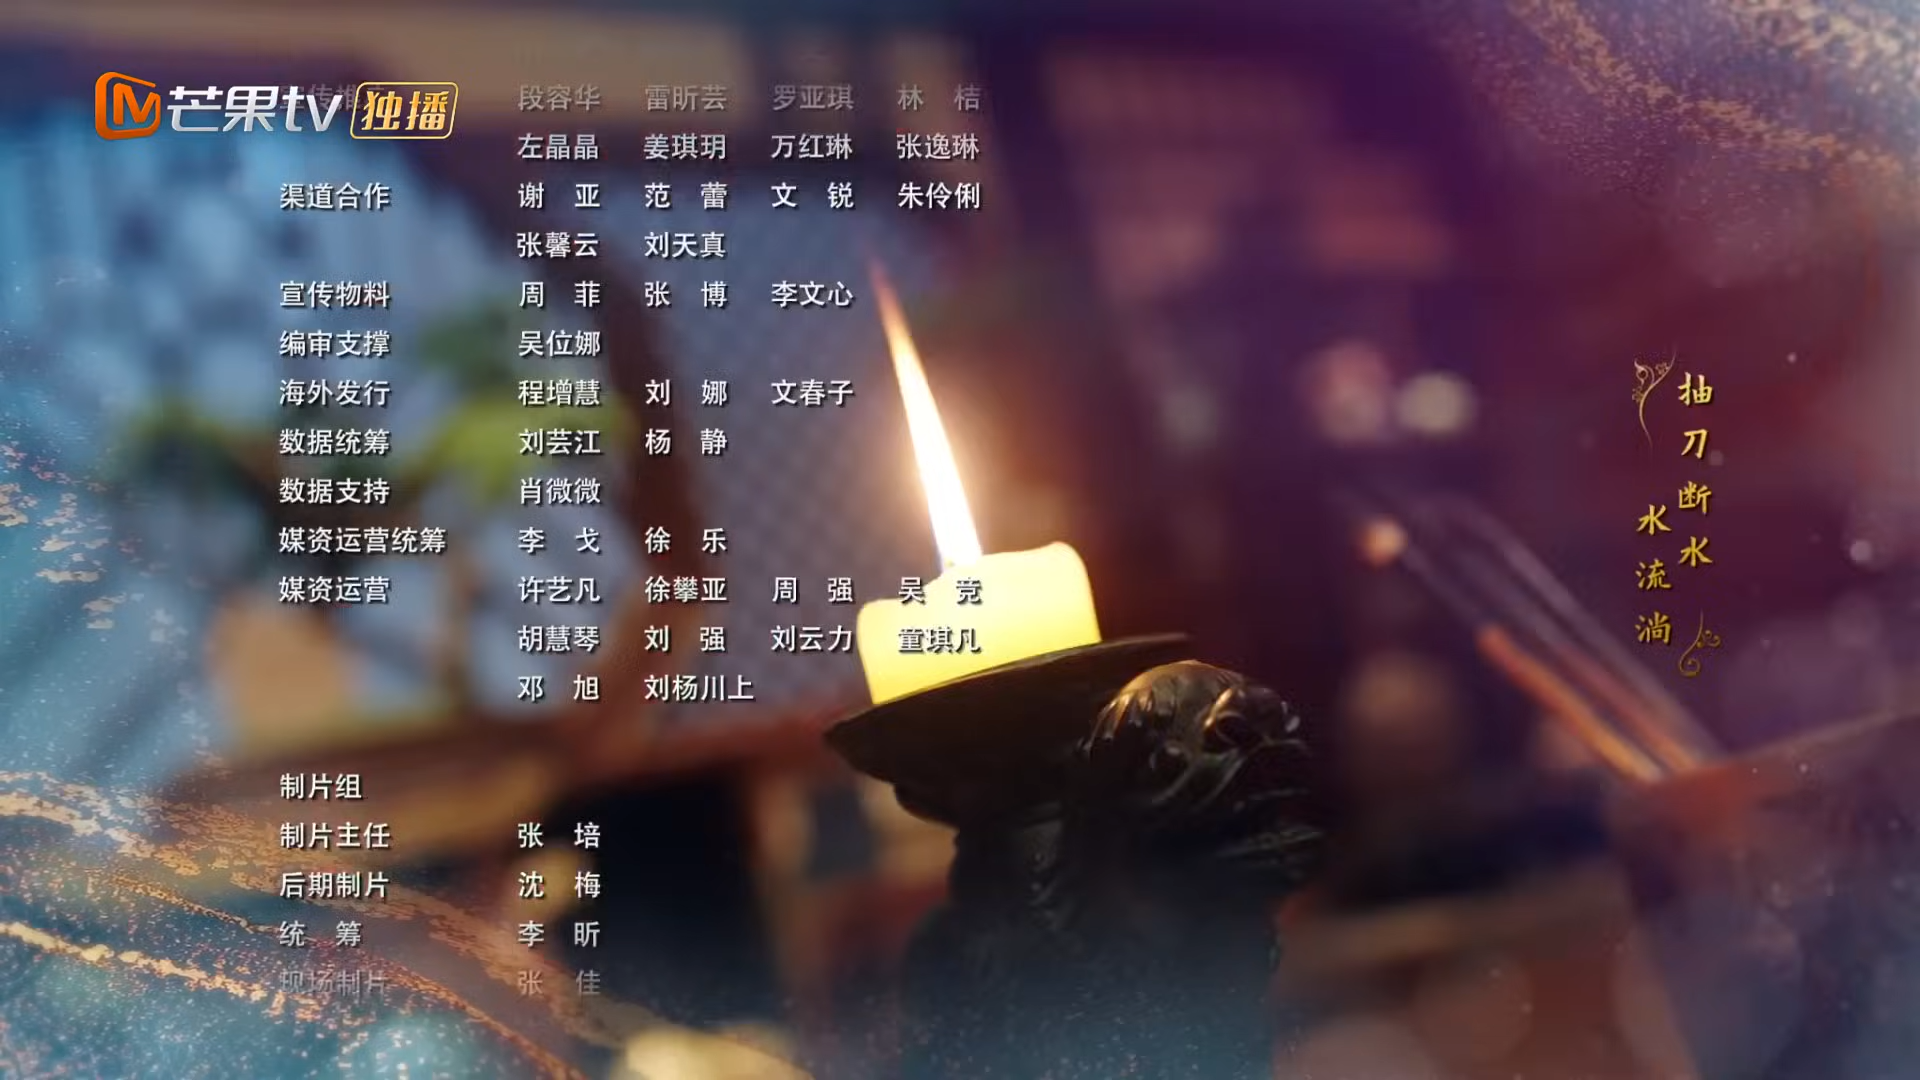 芒果tv 独播
段容华 雷昕芸 罗亚琪 林 桔
左晶晶 姜琪玥 万红琳 张逸琳
渠道合作 谢 亚 范 蕾 文 锐 朱伶俐
张馨云 刘天真
宣传物料 周 菲 张 博 李文心
编审支撑 吴位娜
海外发行 程增慧 刘 娜 文春子
数据统筹 刘芸江 杨 静
数据支持 肖微微
媒资运营统筹 李 戈 徐 乐
媒资运营 许艺凡 徐攀亚 周 强 吴 竞
胡慧琴 刘 强 刘云力 童琪凡
邓 旭 刘杨川上
制片组
制片主任 张 培
后期制片 沈 梅
统 筹 李 昕
现场制片 张 佳
抽刀断水
水流淌